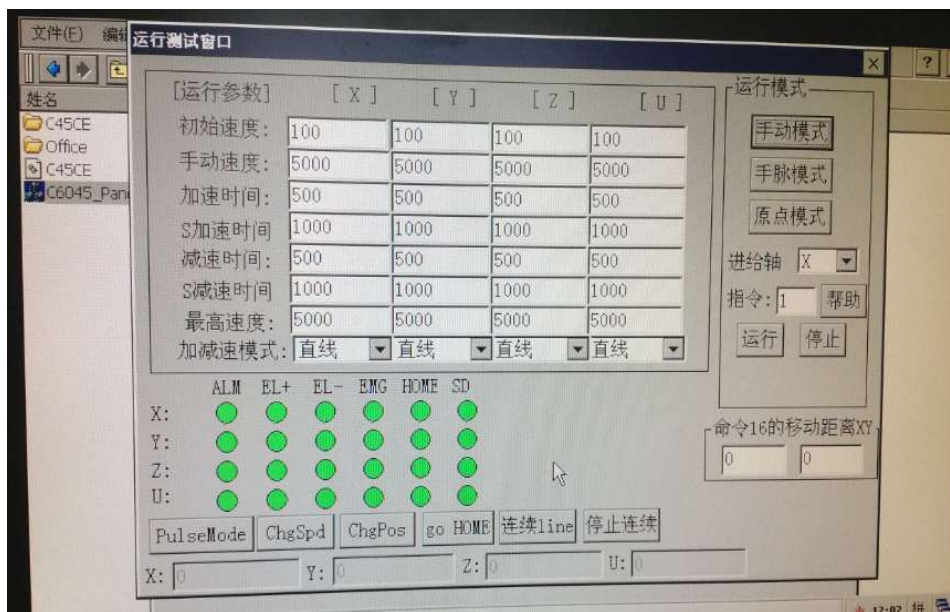 文件(F) 编辑
运行测试窗口
×
?
姓名
C45CE
Office
C45CE
C6045_Pan
[运行参数] [X] [Y] [Z] [U]
初始速度: 100 100 100 100
手动速度: 5000 5000 5000 5000
加速时间: 500 500 500 500
S加速时间 1000 1000 1000 1000
减速时间: 500 500 500 500
S减速时间 1000 1000 1000 1000
最高速度: 5000 5000 5000 5000
加减速模式: 直线 直线 直线 直线
运行模式
手动模式
手脉模式
原点模式
进给轴 X
指令: 1 帮助
运行 停止
ALM EL+ EL- EMG HOME SD
X:
Y:
Z:
U:
命令16的移动距离XY
0 0
PulseMode ChgSpd ChgPos go HOME 连续line 停止连续
X: 0 Y: 0 Z: 0 U: 0
12:02 拼